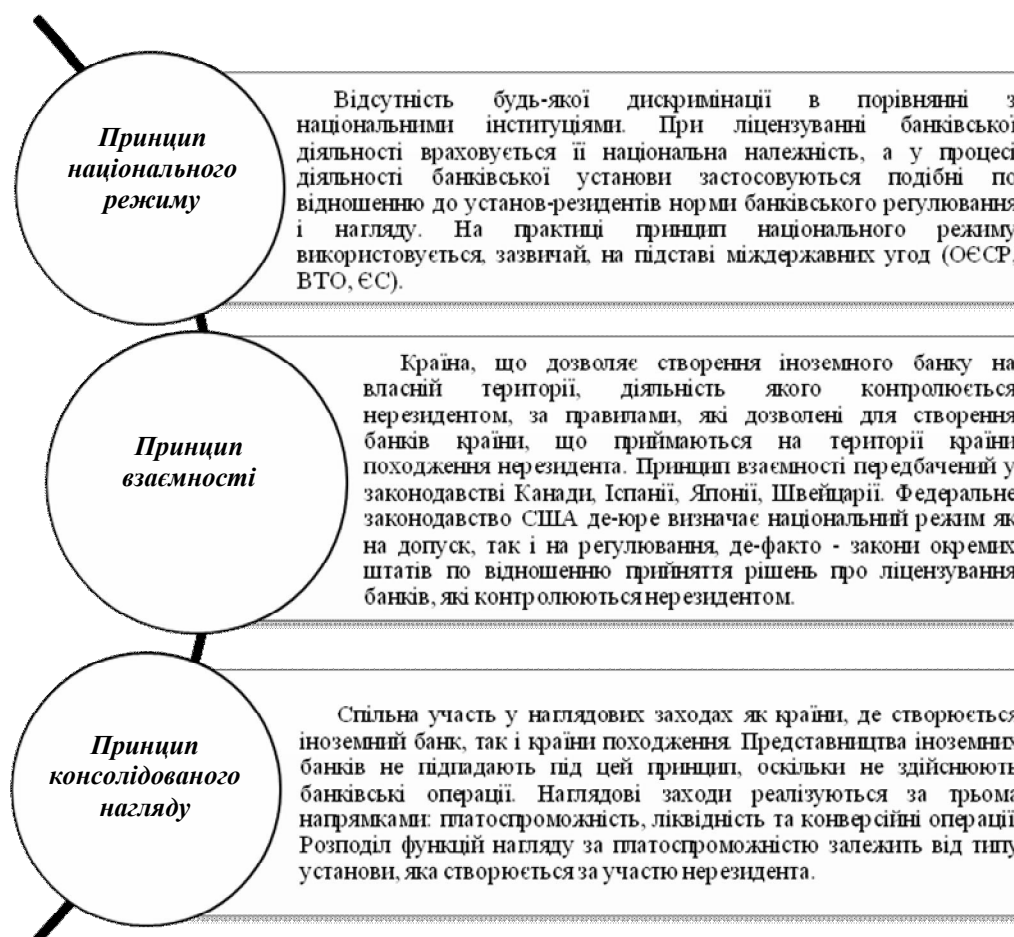 Принцип
національного
режиму
Відсутність будь-якої дискримінації в порівнянні з
національними інституціями. При ліцензуванні банківської
діяльності враховується її національна належність, а у процесі
діяльності банківської установи застосовуються подібні по
відношенню до установ-резидентів норми банківського регулювання
і нагляду. На практиці принцип національного режиму
використовується, зазвичай, на підставі міждержавних угод (ОЄСР,
ВТО, ЄС).
Принцип
взаємності
Країна, що дозволяє створення іноземного банку на
власній території, діяльність якого контролюється
нерезидентом, за правилами, які дозволені для створення
банків країни, що приймаються на території країни
походження нерезидента. Принцип взаємності передбачений у
законодавстві Канади, Іспанії, Японії, Швейцарії. Федеральне
законодавство США де-юре визначає національний режим як
на допуск, так і на регулювання, де-факто - закони окремих
штатів по відношенню прийняття рішень про ліцензування
банків, які контролюються нерезидентом.
Принцип
консолідованого
нагляду
Спільна участь у наглядових заходах як країни, де створюється
іноземний банк, так і країни походження. Представництва іноземних
банків не підпадають під цей принцип, оскільки не здійснюють
банківські операції. Наглядові заходи реалізуються за трьома
напрямками: платоспроможність, ліквідність та конверсійні операції.
Розподіл функцій нагляду за платоспроможністю залежить від типу
установи, яка створюється за участю нерезидента.